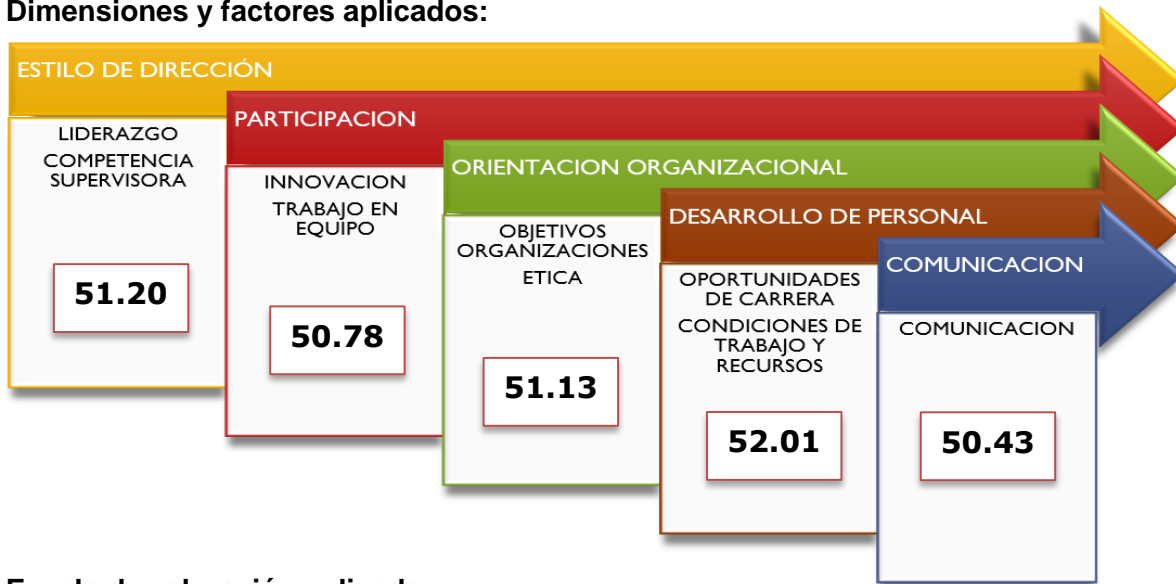 Dimensiones y factores aplicados:
ESTILO DE DIRECCIÓN
LIDERAZGO
COMPETENCIA
SUPERVISORA
51.20
PARTICIPACION
INNOVACION
TRABAJO EN
EQUIPO
50.78
ORIENTACION ORGANIZACIONAL
OBJETIVOS
ORGANIZACIONES
ETICA
51.13
DESARROLLO DE PERSONAL
OPORTUNIDADES
DE CARRERA
CONDICIONES DE
TRABAJO Y
RECURSOS
52.01
COMUNICACION
COMUNICACION
50.43